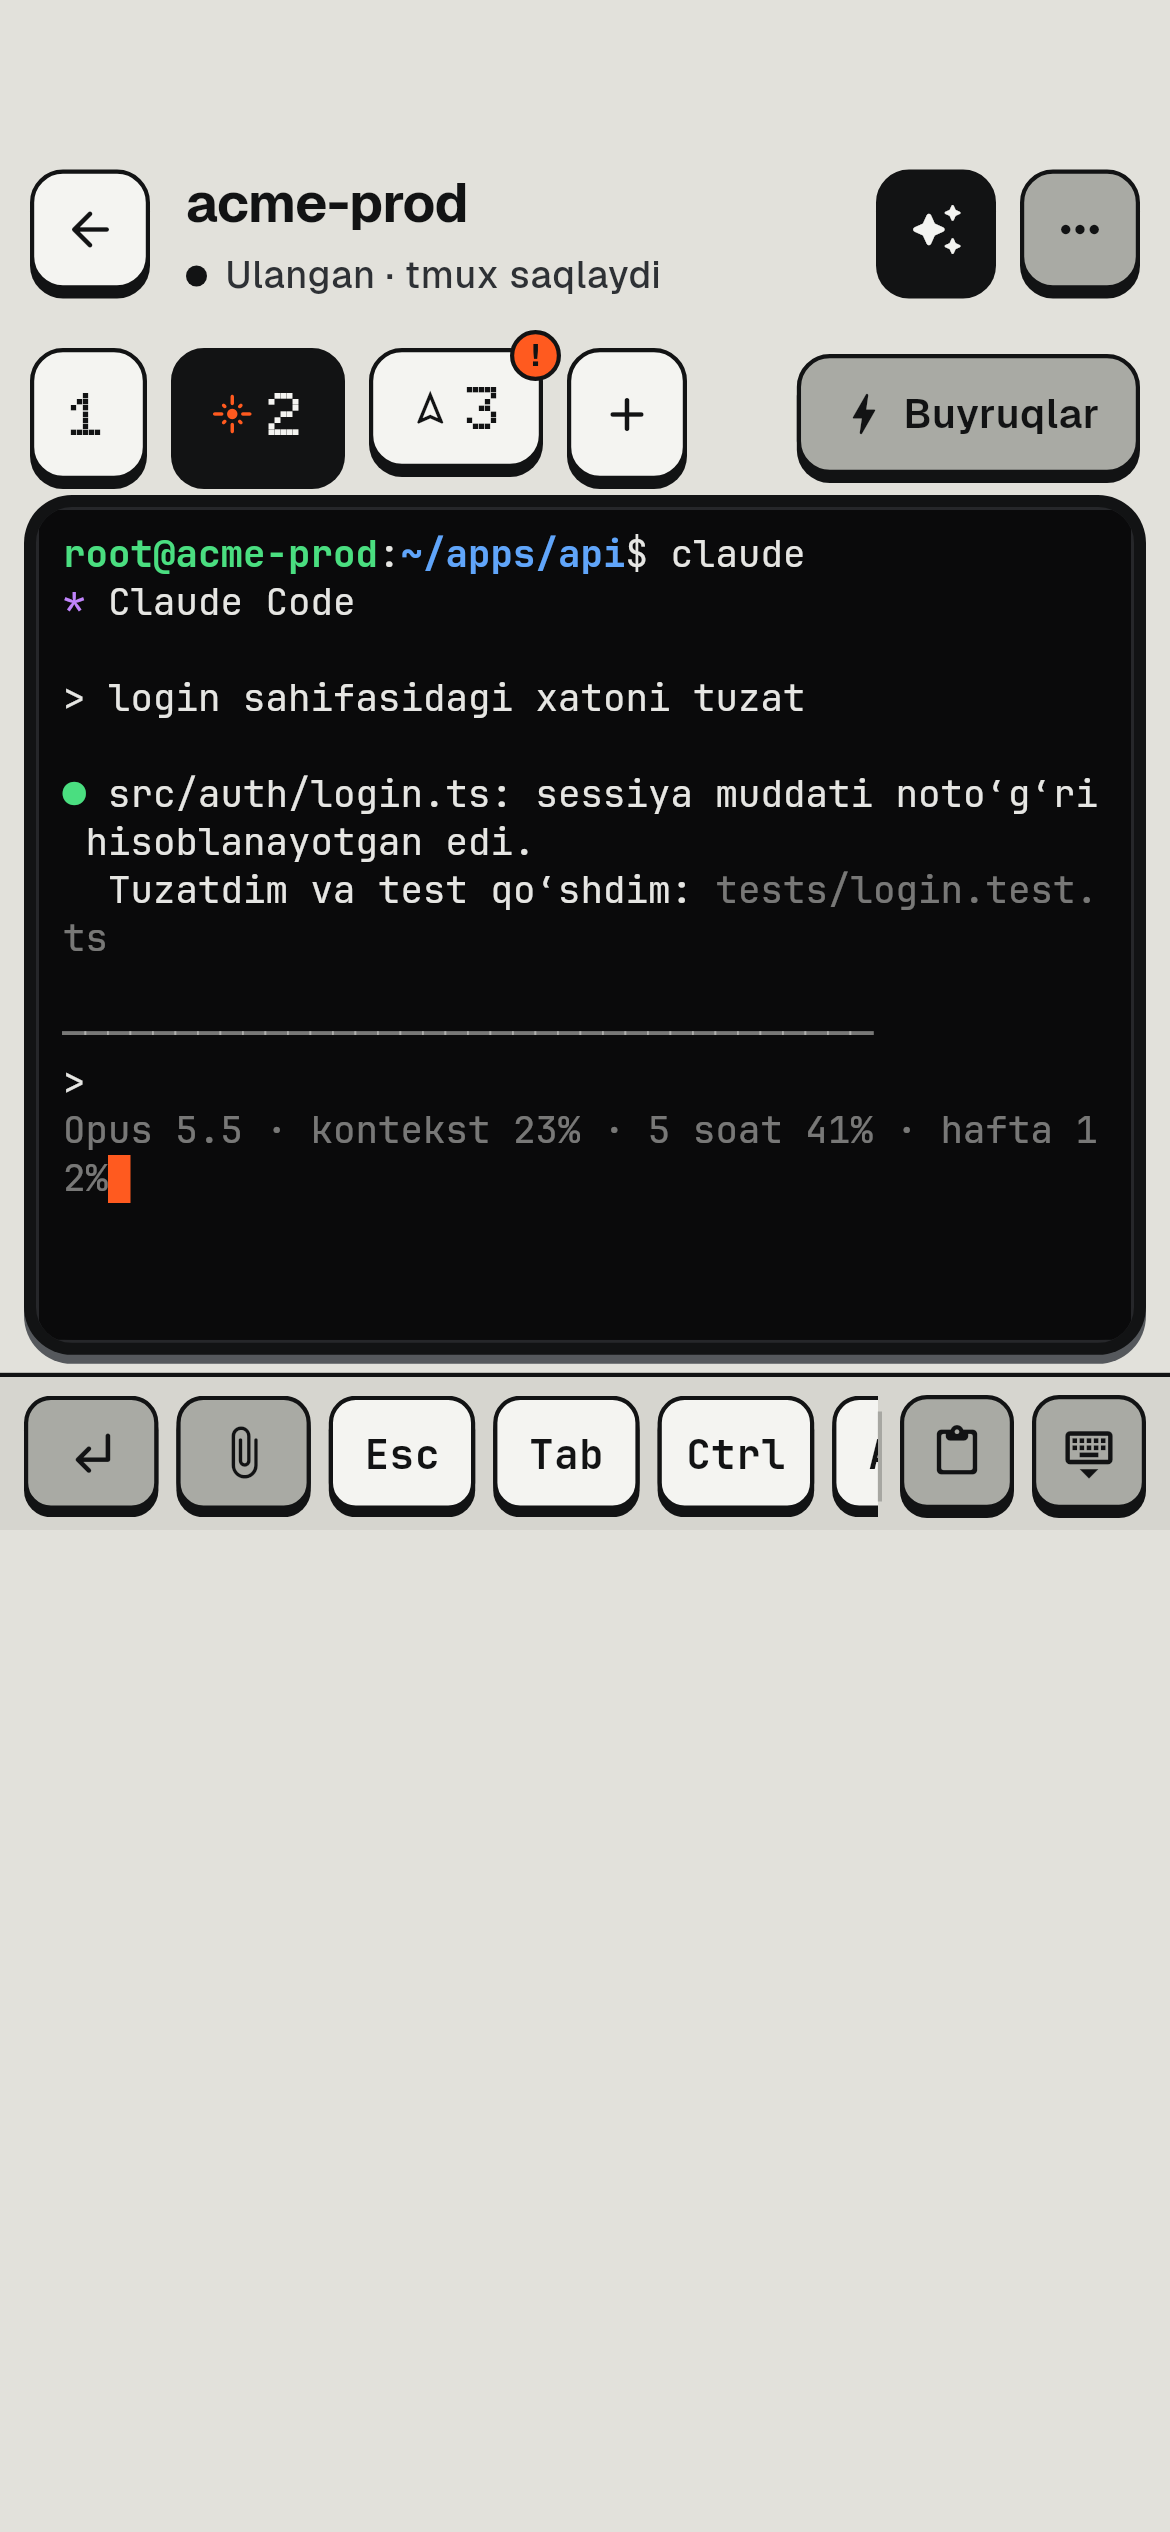 acme-prod
Ulangan · tmux saqlaydi
1
2
3
!
+
Buyruqlar
root@acme-prod:~/apps/api$ claude
* Claude Code
> login sahifasidagi xatoni tuzat
● src/auth/login.ts: sessiya muddati noto‘g‘ri
hisoblanayotgan edi.
Tuzatdim va test qo‘shdim: tests/login.test.
ts
>
Opus 5.5 · kontekst 23% · 5 soat 41% · hafta 1
2%
Esc
Tab
Ctrl